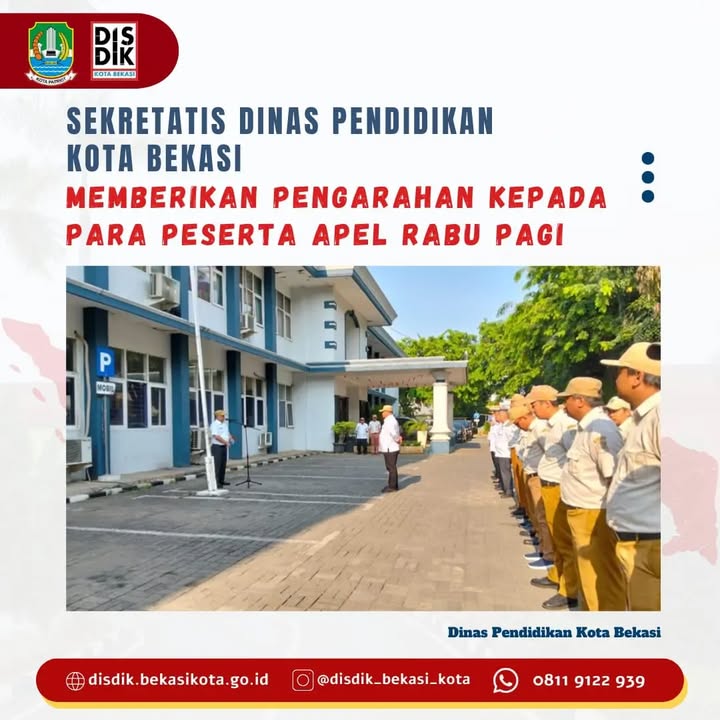 KOTA PATRIOT
DIS
DIK
KOTA BEKASI
SEKRETATIS DINAS PENDIDIKAN
KOTA BEKASI
MEMBERIKAN PENGARAHAN KEPADA
PARA PESERTA APEL RABU PAGI
P
MOBIL
Dinas Pendidikan Kota Bekasi
disdik.bekasikota.go.id
@disdik_bekasi_kota
0811 9122 939